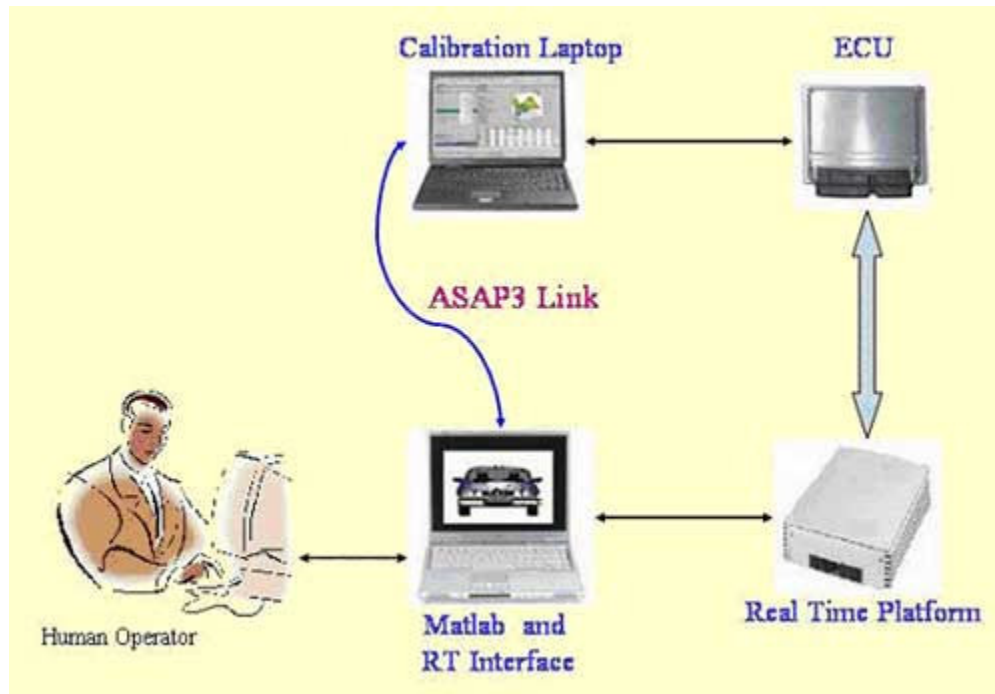 Calibration Laptop
ECU
ASAP3 Link
Human Operator
Matlab and
RT Interface
Real Time Platform